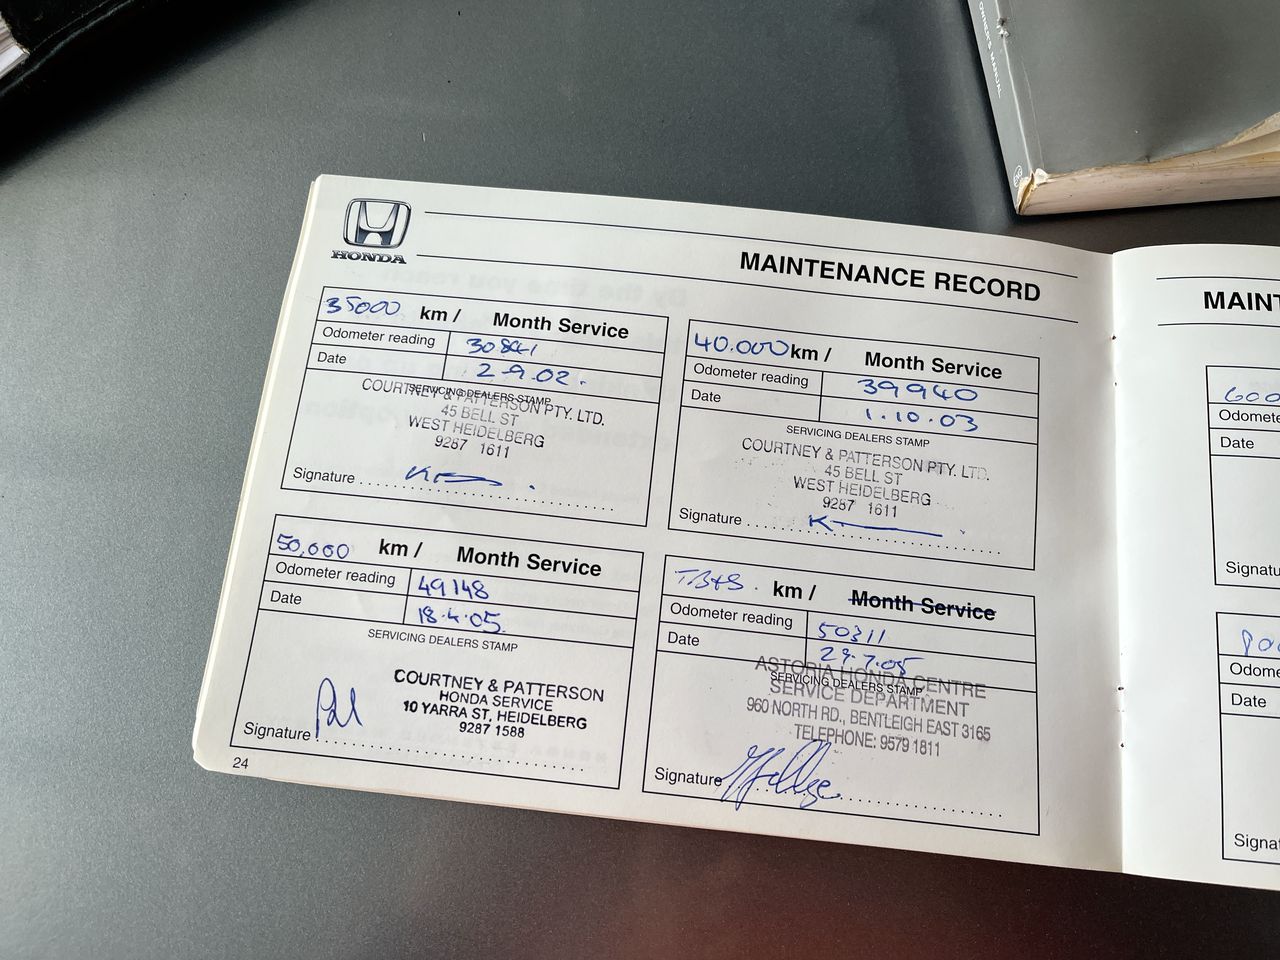 OWNER'S MANUAL
HONDA
MAINTENANCE RECORD
35000 km / Month Service
Odometer reading 30841
Date 2-9.02.
SERVICING DEALERS STAMP
COURTNEY & PATTERSON PTY. LTD.
45 BELL ST
WEST HEIDELBERG
9287 1611
Signature
40.000 km / Month Service
Odometer reading 39940
Date 1.10.03
SERVICING DEALERS STAMP
COURTNEY & PATTERSON PTY. LTD.
45 BELL ST
WEST HEIDELBERG
9287 1611
Signature
50,000 km / Month Service
Odometer reading 49148
Date 18.4.05.
SERVICING DEALERS STAMP
COURTNEY & PATTERSON
HONDA SERVICE
10 YARRA ST, HEIDELBERG
9287 1588
Signature
km / Month Service
Odometer reading 50311
Date 29.7.05
SERVICING DEALERS STAMP
ASTORIA HONDA CENTRE
SERVICE DEPARTMENT
960 NORTH RD., BENTLEIGH EAST 3165
TELEPHONE: 9579 1811
Signature
24
MAINT
600
Odome
Date
Signatu
Odome
Date
Signa